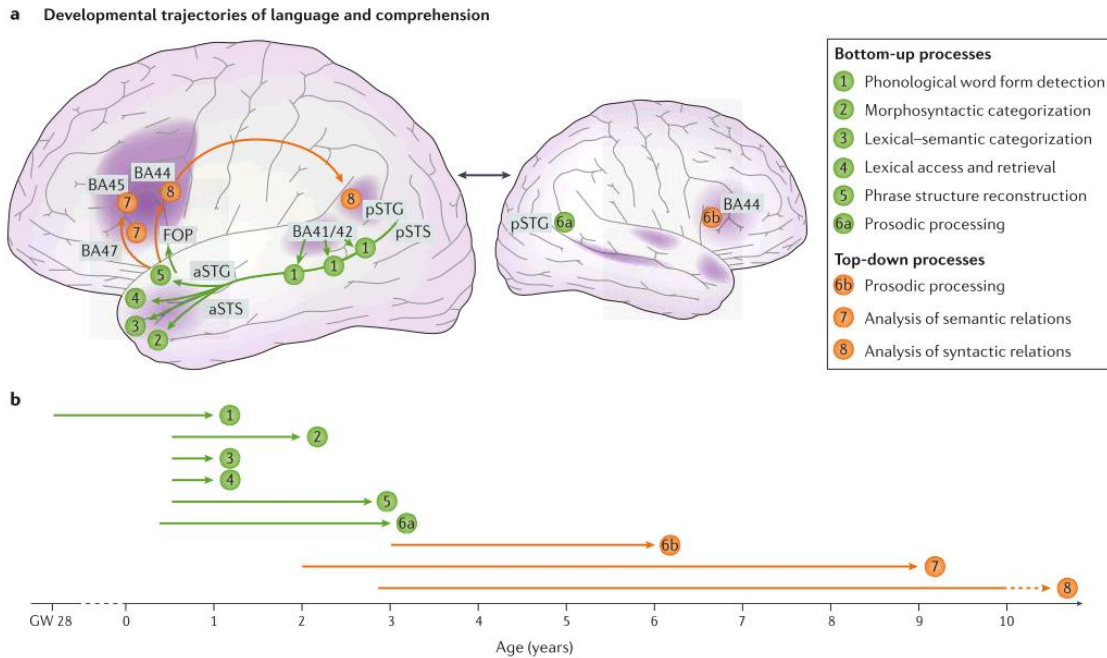 a Developmental trajectories of language and comprehension
Bottom-up processes
1 Phonological word form detection
2 Morphosyntactic categorization
3 Lexical–semantic categorization
4 Lexical access and retrieval
5 Phrase structure reconstruction
6a Prosodic processing
Top-down processes
6b Prosodic processing
7 Analysis of semantic relations
8 Analysis of syntactic relations
BA44
BA45
8
7
8
pSTG
7
FOP
BA41/42
pSTS
BA47
1
5
aSTG
1
1
4
aSTS
3
2
BA44
pSTG
6a
6b
b
1
2
3
4
5
6a
6b
7
8
GW 28 0 1 2 3 4 5 6 7 8 9 10
Age (years)